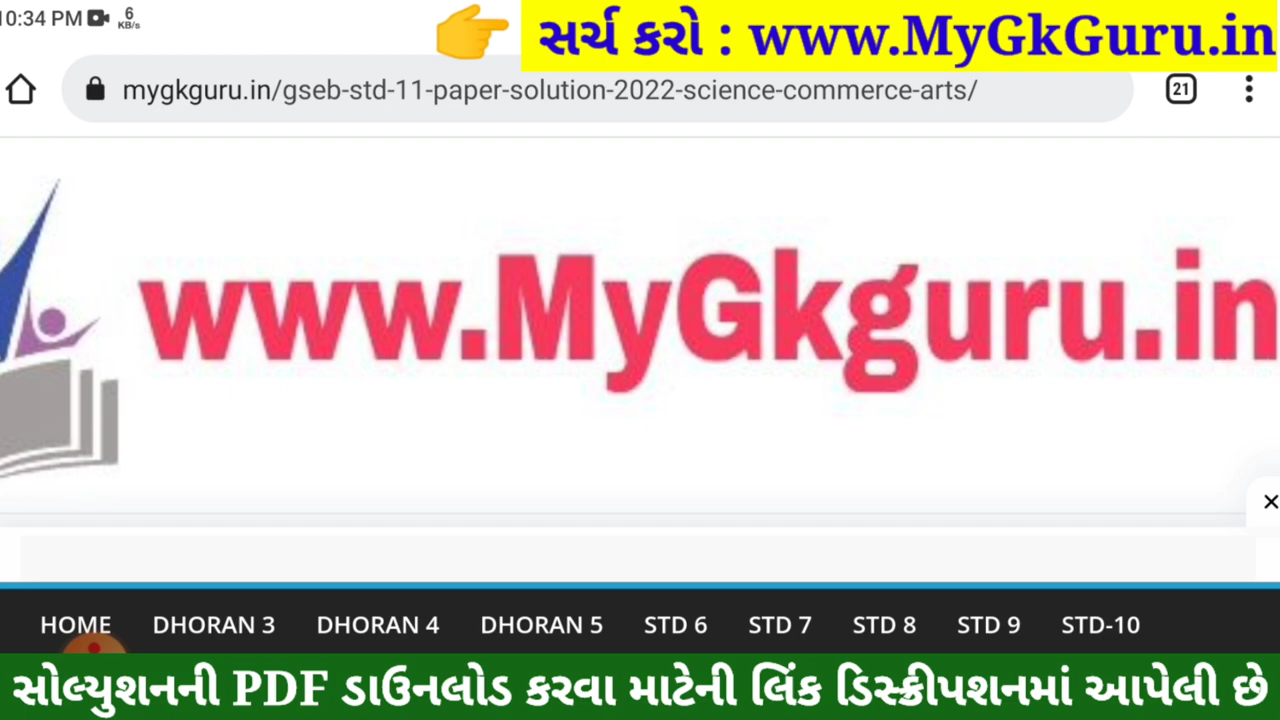 10:34 PM 6 KB/s
👉 સર્ચ કરો : www.MyGkGuru.in
mygkguru.in/gseb-std-11-paper-solution-2022-science-commerce-arts/ 21
www.MyGkguru.in
HOME DHORAN 3 DHORAN 4 DHORAN 5 STD 6 STD 7 STD 8 STD 9 STD-10
સોલ્યુશનની PDF ડાઉનલોડ કરવા માટેની લિંક ડિસ્ક્રીપશનમાં આપેલી છે